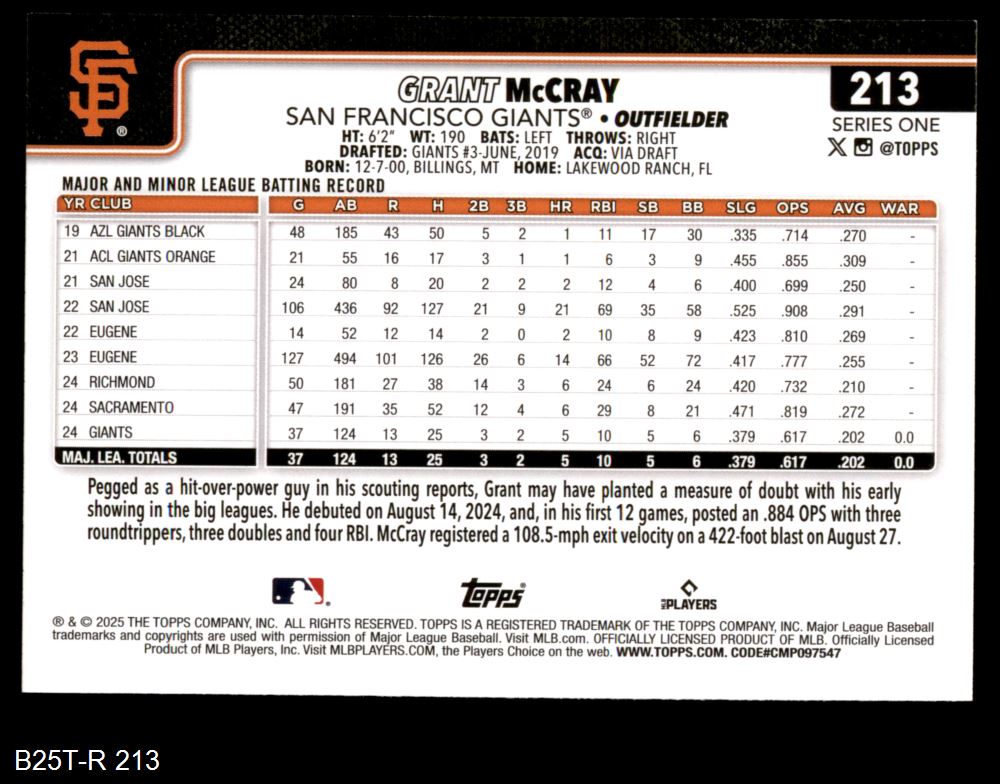 SF®
GRANT McCRAY
213
SAN FRANCISCO GIANTS® • OUTFIELDER
SERIES ONE
HT: 6'2" WT: 190 BATS: LEFT THROWS: RIGHT
@TOPPS
DRAFTED: GIANTS #3-JUNE, 2019 ACQ: VIA DRAFT
BORN: 12-7-00, BILLINGS, MT HOME: LAKEWOOD RANCH, FL
MAJOR AND MINOR LEAGUE BATTING RECORD
YR CLUB G AB R H 2B 3B HR RBI SB BB SLG OPS AVG WAR
19 AZL GIANTS BLACK 48 185 43 50 5 2 1 11 17 30 .335 .714 .270 -
21 ACL GIANTS ORANGE 21 55 16 17 3 1 1 6 3 9 .455 .855 .309 -
21 SAN JOSE 24 80 8 20 2 2 2 12 4 6 .400 .699 .250 -
22 SAN JOSE 106 436 92 127 21 9 21 69 35 58 .525 .908 .291 -
22 EUGENE 14 52 12 14 2 0 2 10 8 9 .423 .810 .269 -
23 EUGENE 127 494 101 126 26 6 14 66 52 72 .417 .777 .255 -
24 RICHMOND 50 181 27 38 14 3 6 24 6 24 .420 .732 .210 -
24 SACRAMENTO 47 191 35 52 12 4 6 29 8 21 .471 .819 .272 -
24 GIANTS 37 124 13 25 3 2 5 10 5 6 .379 .617 .202 0.0
MAJ. LEA. TOTALS 37 124 13 25 3 2 5 10 5 6 .379 .617 .202 0.0
Pegged as a hit-over-power guy in his scouting reports, Grant may have planted a measure of doubt with his early
showing in the big leagues. He debuted on August 14, 2024, and, in his first 12 games, posted an .884 OPS with three
roundtrippers, three doubles and four RBI. McCray registered a 108.5-mph exit velocity on a 422-foot blast on August 27.
Topps® MLB PLAYERS
® & © 2025 THE TOPPS COMPANY, INC. ALL RIGHTS RESERVED. TOPPS IS A REGISTERED TRADEMARK OF THE TOPPS COMPANY, INC. Major League Baseball
trademarks and copyrights are used with permission of Major League Baseball. Visit MLB.com. OFFICIALLY LICENSED PRODUCT OF MLB. Officially Licensed
Product of MLB Players, Inc. Visit MLBPLAYERS.COM, the Players Choice on the web. WWW.TOPPS.COM. CODE#CMP097547
B25T-R 213